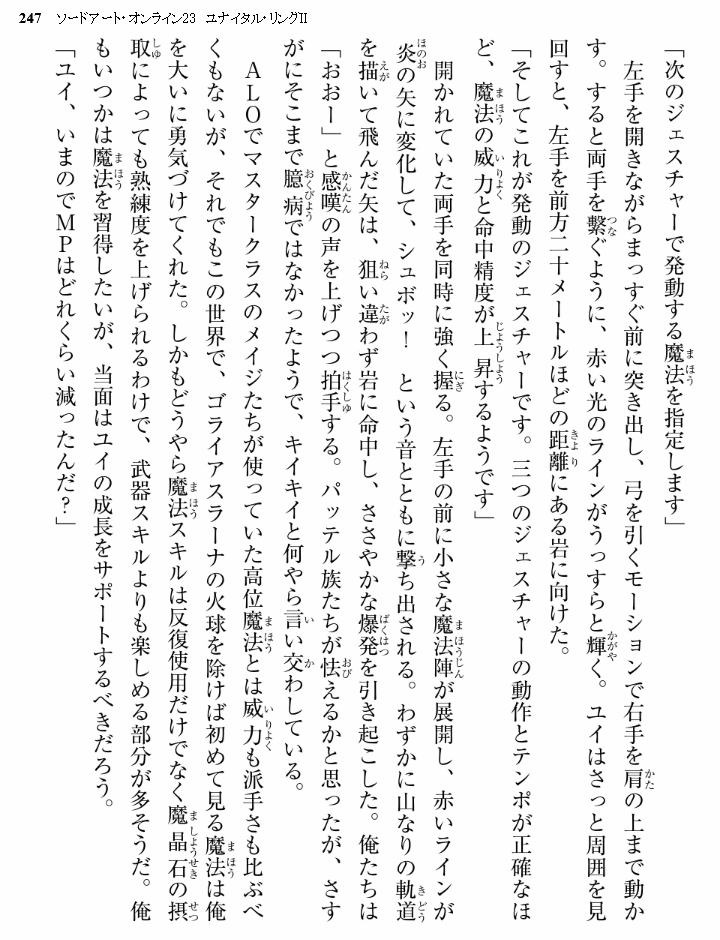 247 ソードアート・オンライン23 ユナイタル・リングⅡ
「次のジェスチャーで発動する魔法を指定します」
左手を開きながらまっすぐ前に突き出し、弓を引くモーションで右手を肩の上まで動か
す。すると両手を繋ぐように、赤い光のラインがうっすらと輝く。ユイはさっと周囲を見
回すと、左手を前方二十メートルほどの距離にある岩に向けた。
「そしてこれが発動のジェスチャーです。三つのジェスチャーの動作とテンポが正確なほ
ど、魔法の威力と命中精度が上昇するようです」
開かれていた両手を同時に強く握る。左手の前に小さな魔法陣が展開し、赤いラインが
炎の矢に変化して、シュボッ！ という音とともに撃ち出される。わずかに山なりの軌道
を描いて飛んだ矢は、狙い違わず岩に命中し、ささやかな爆発を引き起こした。俺たちは
「おおー」と感嘆の声を上げつつ拍手する。パッテル族たちが怯えるかと思ったが、さす
がにそこまで臆病ではなかったようで、キイキイと何やら言い交わしている。
ＡＬＯでマスタークラスのメイジたちが使っていた高位魔法とは威力も派手さも比ぶべ
くもないが、それでもこの世界で、ゴライアスラーナの火球を除けば初めて見る魔法は俺
を大いに勇気づけてくれた。しかもどうやら魔法スキルは反復使用だけでなく魔晶石の摂
取によっても熟練度を上げられるわけで、武器スキルよりも楽しめる部分が多そうだ。俺
もいつかは魔法を習得したいが、当面はユイの成長をサポートするべきだろう。
「ユイ、いまのでＭＰはどれくらい減ったんだ？」